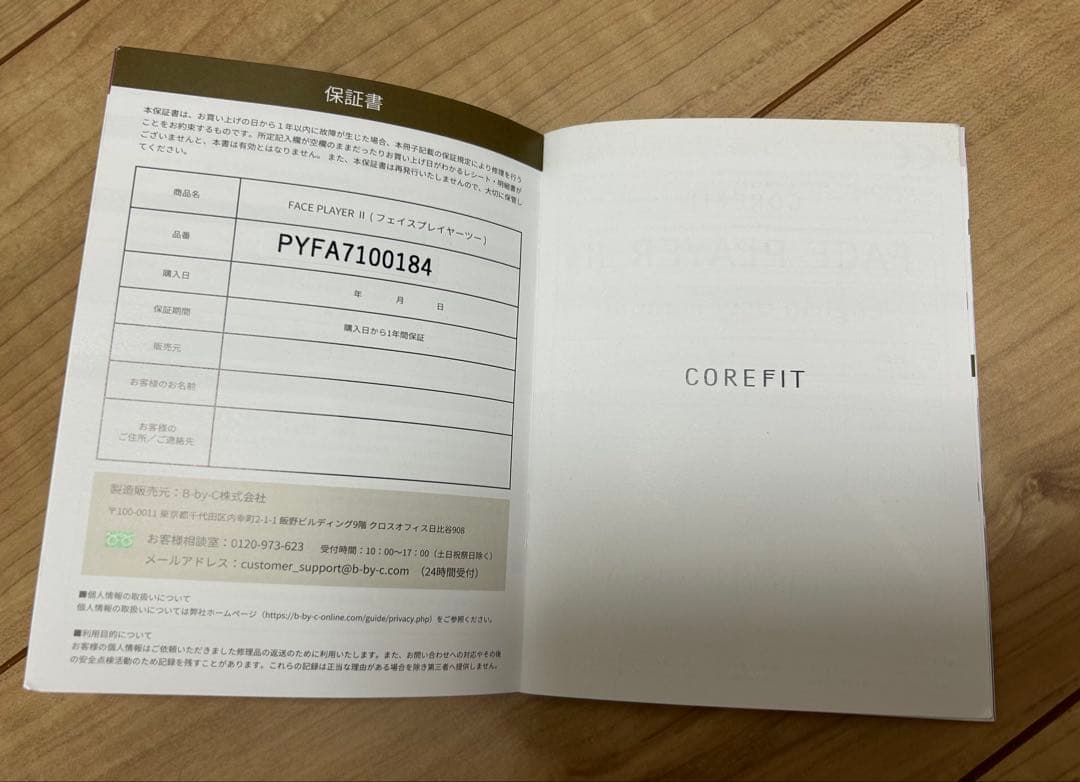 保証書
本保証書は、お買い上げの日から1年以内に故障が生じた場合、本冊子記載の保証規定により修理を行う
ことをお約束するものです。所定記入欄が空欄のままだったりお買い上げ日がわかるレシート・明細書が
ございませんと、本書は有効とはなりません。また、本保証書は再発行いたしませんので、大切に保管し
てください。
商品名 FACE PLAYER Ⅱ ( フェイスプレイヤーツー )
品番 PYFA7100184
購入日 年 月 日
保証期間 購入日から1年間保証
販売元
お客様のお名前
お客様の
ご住所／ご連絡先
製造販売元：B-by-C株式会社
〒100-0011 東京都千代田区内幸町2-1-1 飯野ビルディング9階 クロスオフィス日比谷908
お客様相談室：0120-973-623 受付時間：10：00〜17：00（土日祝祭日除く）
メールアドレス：customer_support@b-by-c.com （24時間受付）
■個人情報の取扱いについて
個人情報の取扱いについては弊社ホームページ（https://b-by-c-online.com/guide/privacy.php）をご参照ください。
■利用目的について
お客様の個人情報はご依頼いただきました修理品の返送のために利用いたします。また、お問い合わせへの対応やその後
の安全点検活動のため記録を残すことがあります。これらの記録は正当な理由がある場合を除き第三者へ提供しません。
COREFIT